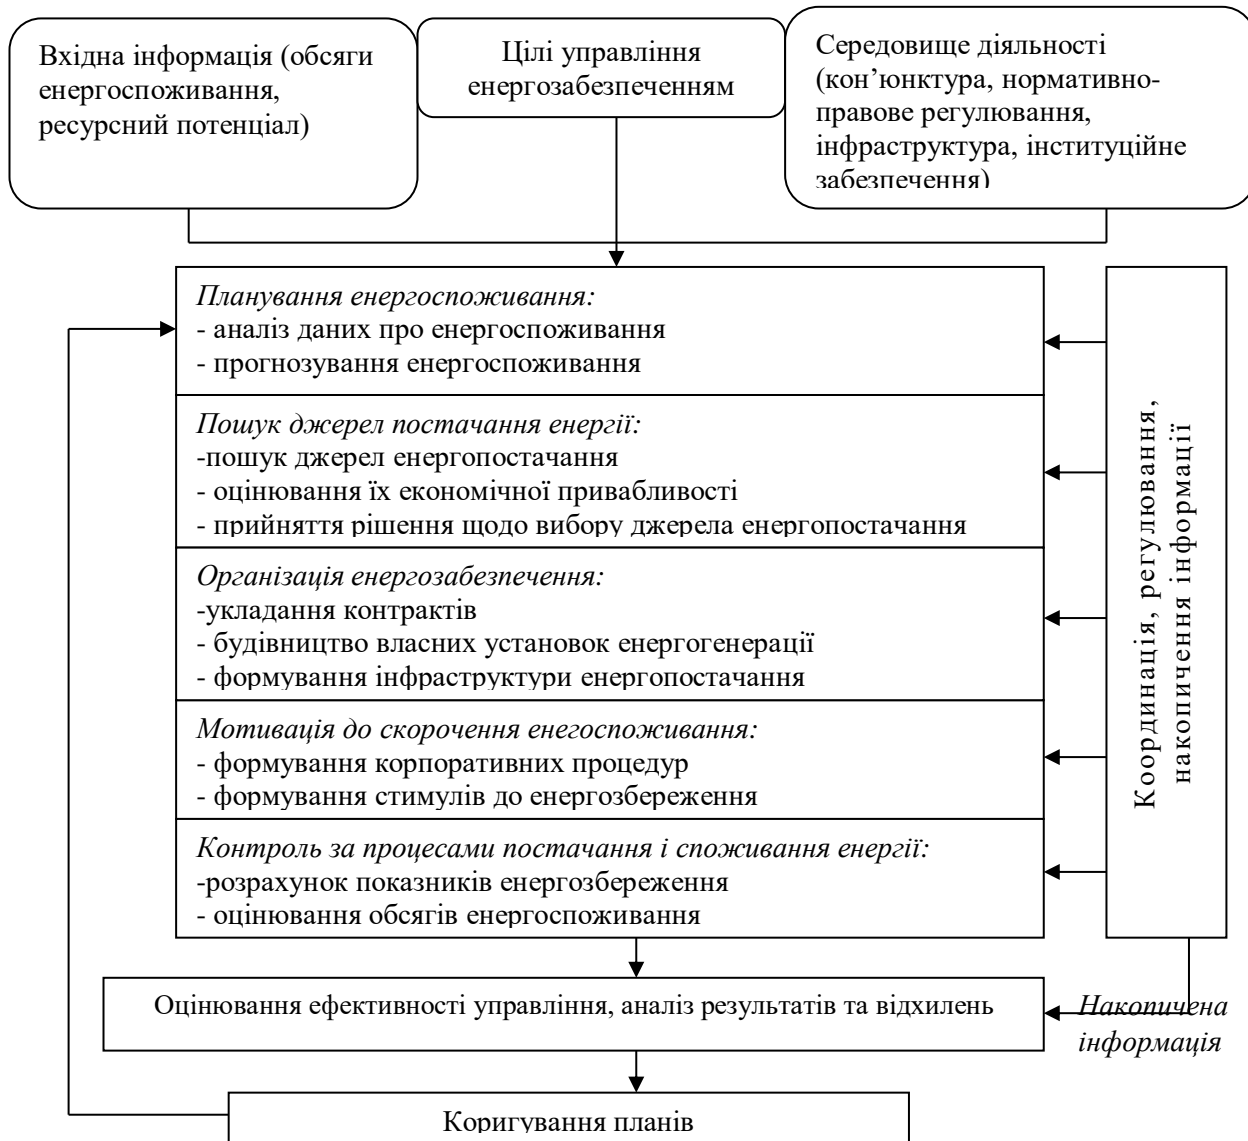 Вхідна інформація (обсяги
енергоспоживання,
ресурсний потенціал)
Цілі управління
енергозабезпеченням
Середовище діяльності
(кон’юнктура, нормативно-
правове регулювання,
інфраструктура, інституційне
забезпечення)
Планування енергоспоживання:
- аналіз даних про енергоспоживання
- прогнозування енергоспоживання
Пошук джерел постачання енергії:
-пошук джерел енергопостачання
- оцінювання їх економічної привабливості
- прийняття рішення щодо вибору джерела енергопостачання
Організація енергозабезпечення:
-укладання контрактів
- будівництво власних установок енергогенерації
- формування інфраструктури енергопостачання
Мотивація до скорочення енегоспоживання:
- формування корпоративних процедур
- формування стимулів до енергозбереження
Контроль за процесами постачання і споживання енергії:
-розрахунок показників енергозбереження
- оцінювання обсягів енергоспоживання
Координація, регулювання,
накопичення інформації
Оцінювання ефективності управління, аналіз результатів та відхилень
Накопичена
інформація
Коригування планів